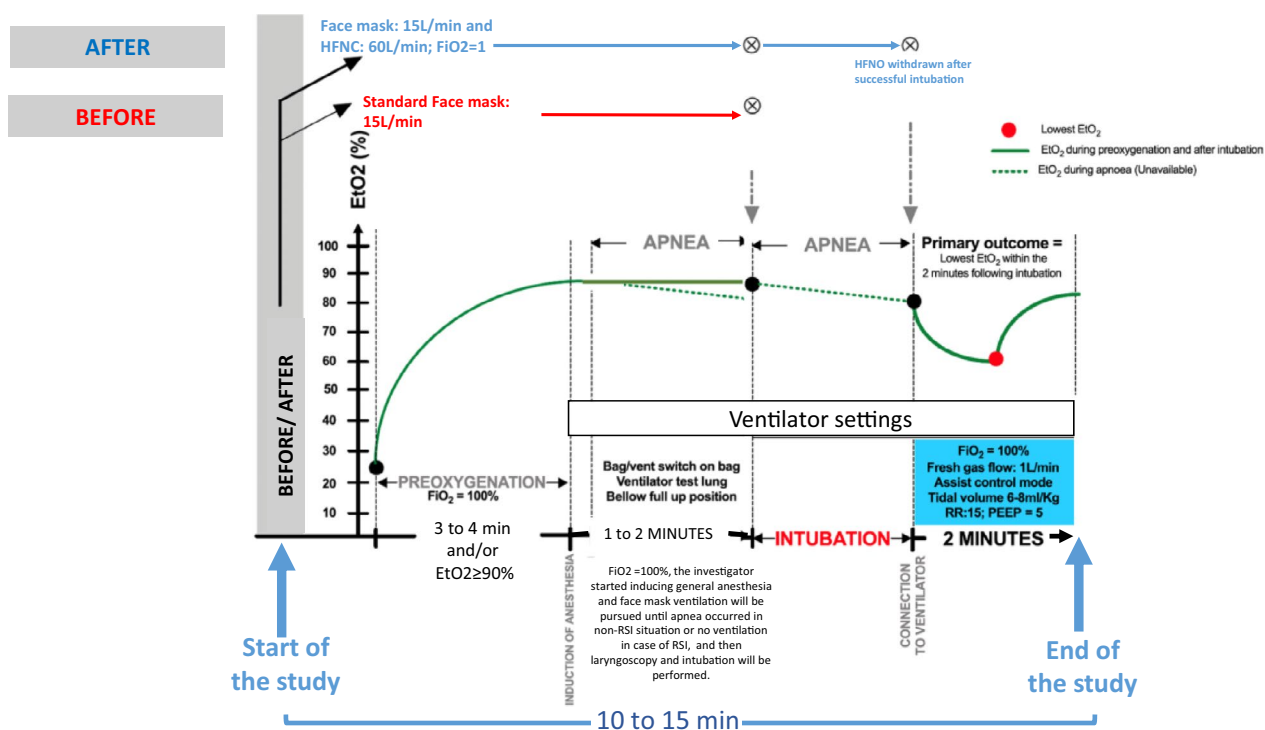 AFTER
BEFORE
Face mask: 15L/min and
HFNC: 60L/min; FiO2=1
HFNO withdrawn after
successful intubation
Standard Face mask:
15L/min
Lowest EtO2
EtO2 during preoxygenation and after intubation
EtO2 during apnoea (Unavailable)
EtO2 (%)
100
90
80
70
60
50
40
30
20
10
APNEA
APNEA
Primary outcome =
Lowest EtO2 within the
2 minutes following intubation
BEFORE/ AFTER
Ventilator settings
PREOXYGENATION
FiO2 = 100%
Bag/vent switch on bag
Ventilator test lung
Bellow full up position
FiO2 = 100%
Fresh gas flow: 1L/min
Assist control mode
Tidal volume 6-8ml/Kg
RR:15; PEEP = 5
3 to 4 min
and/or
EtO2≥90%
1 to 2 MINUTES
INTUBATION
2 MINUTES
INDUCTION OF ANESTHESIA
FiO2 =100%, the investigator
started inducing general anesthesia
and face mask ventilation will be
pursued until apnea occurred in
non-RSI situation or no ventilation
in case of RSI, and then
laryngoscopy and intubation will be
performed.
CONNECTION
TO VENTILATOR
Start of
the study
End of
the study
10 to 15 min